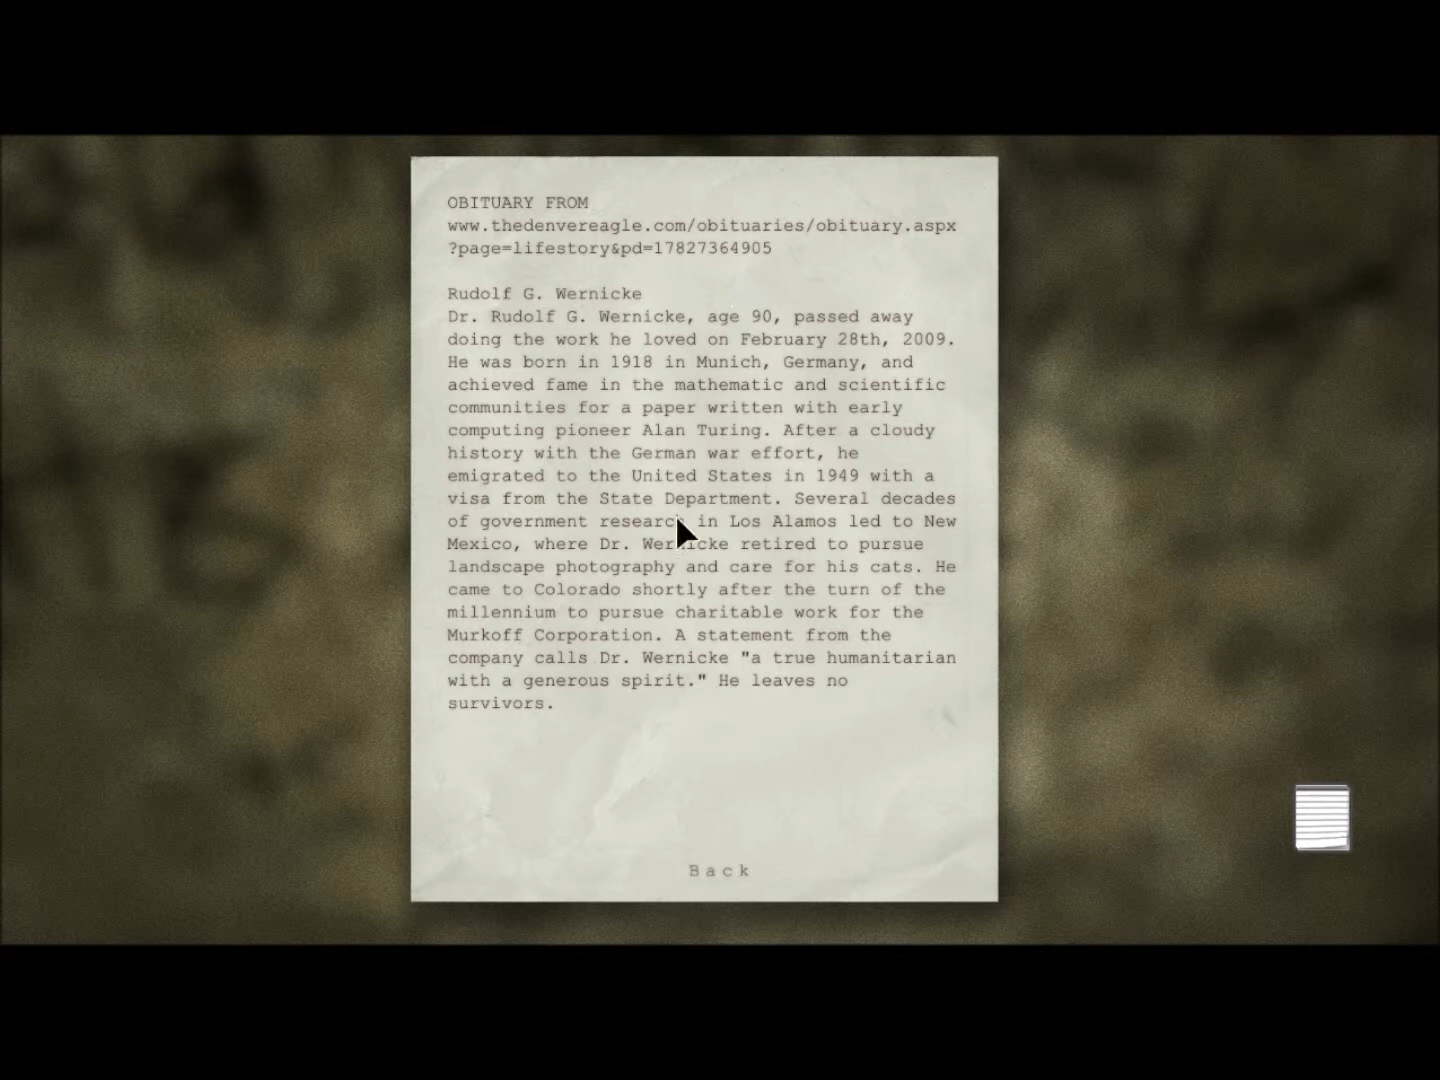 OBITUARY FROM
www.thedenvereagle.com/obituaries/obituary.aspx
?page=lifestory&pd=17827364905
Rudolf G. Wernicke
Dr. Rudolf G. Wernicke, age 90, passed away
doing the work he loved on February 28th, 2009.
He was born in 1918 in Munich, Germany, and
achieved fame in the mathematic and scientific
communities for a paper written with early
computing pioneer Alan Turing. After a cloudy
history with the German war effort, he
emigrated to the United States in 1949 with a
visa from the State Department. Several decades
of government research in Los Alamos led to New
Mexico, where Dr. Wernicke retired to pursue
landscape photography and care for his cats. He
came to Colorado shortly after the turn of the
millennium to pursue charitable work for the
Murkoff Corporation. A statement from the
company calls Dr. Wernicke "a true humanitarian
with a generous spirit." He leaves no
survivors.
Back